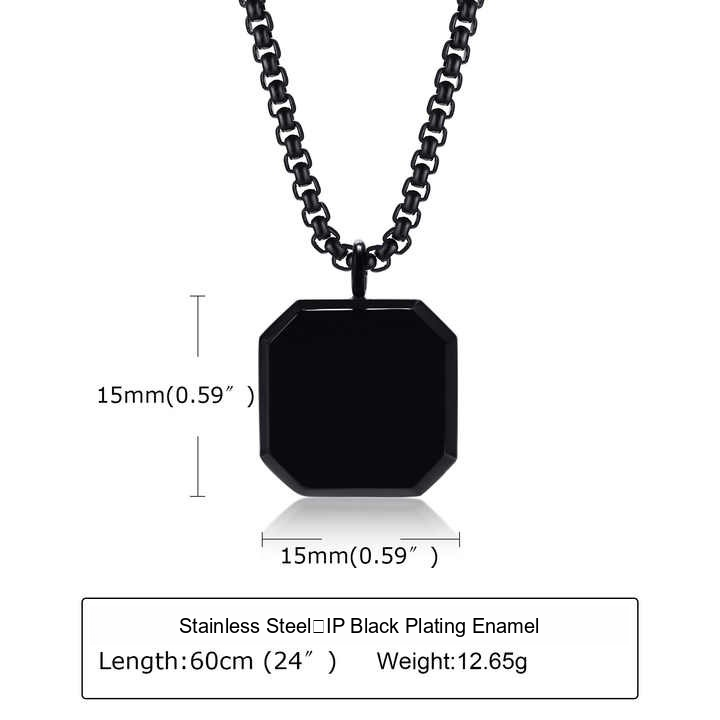 15mm(0.59″ )
15mm(0.59″ )
Stainless Steel□IP Black Plating Enamel
Length:60cm (24″ ) Weight:12.65g